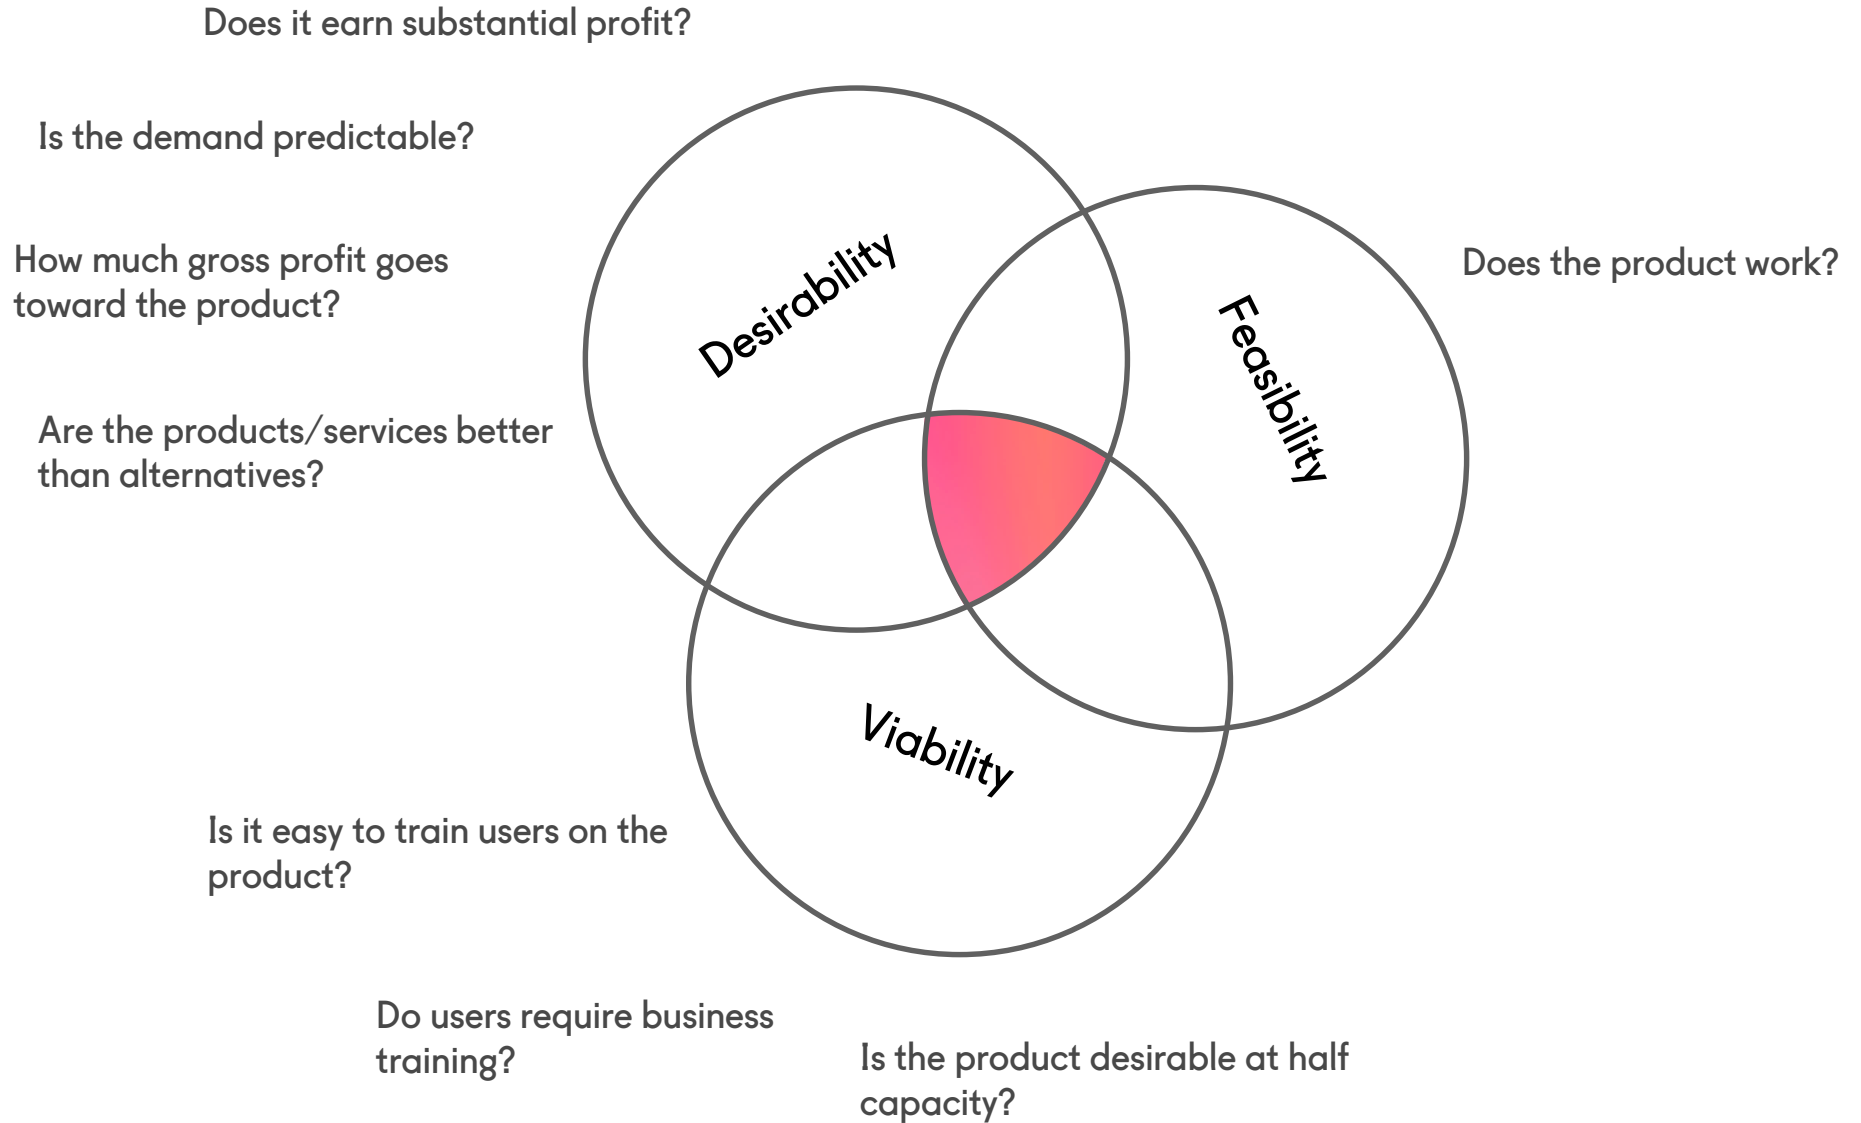 Does it earn substantial profit?
Is the demand predictable?
How much gross profit goes
toward the product?
Are the products/services better
than alternatives?
Desirability
Feasibility
Does the product work?
Viability
Is it easy to train users on the
product?
Do users require business
training?
Is the product desirable at half
capacity?